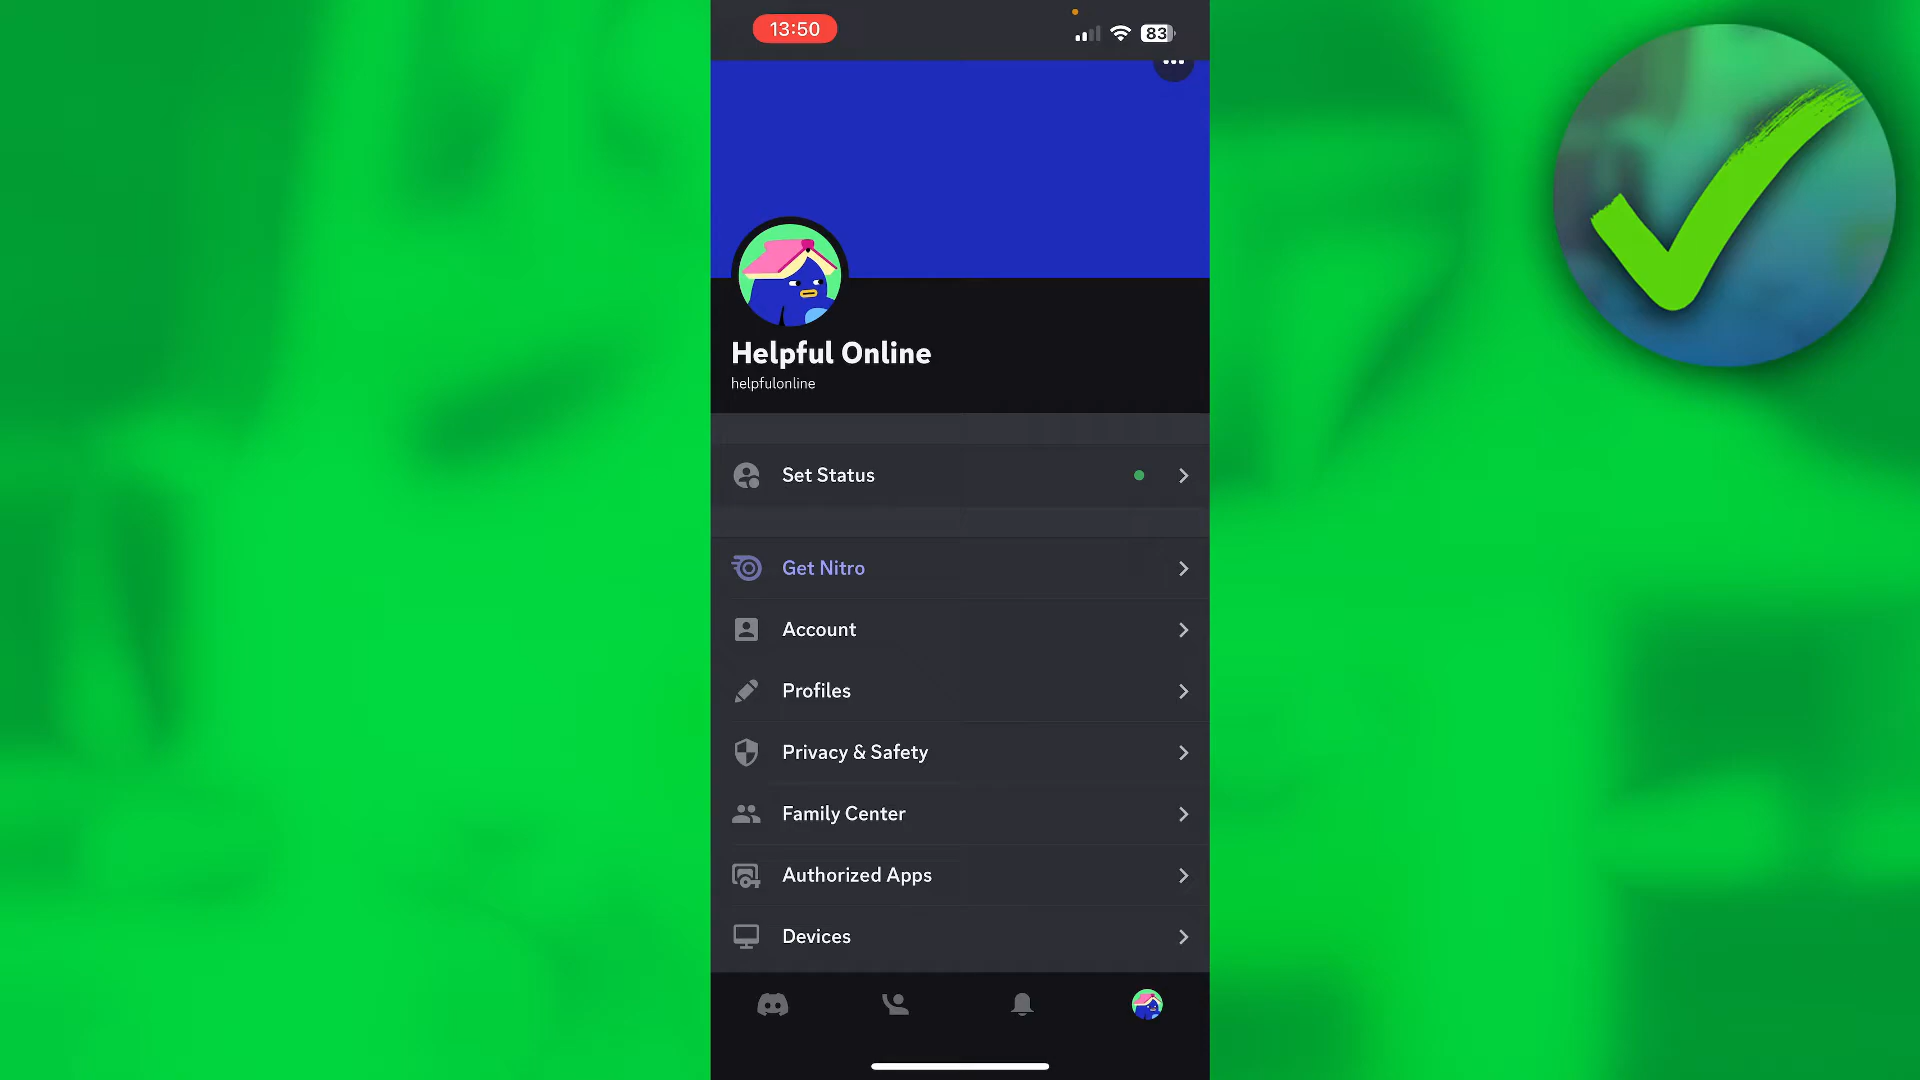 13:50
83
Helpful Online
helpfulonline
Set Status
Get Nitro
Account
Profiles
Privacy & Safety
Family Center
Authorized Apps
Devices